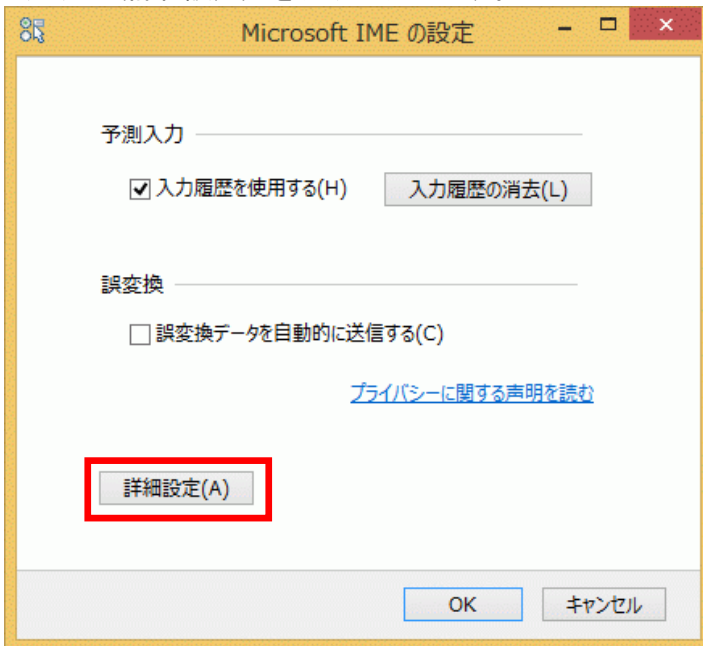 Microsoft IME の設定
予測入力
入力履歴を使用する(H)
入力履歴の消去(L)
誤変換
誤変換データを自動的に送信する(C)
プライバシーに関する声明を読む
詳細設定(A)
OK
キャンセル